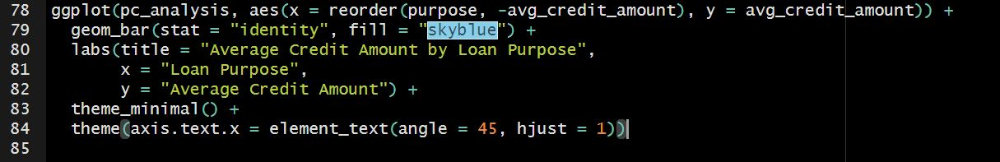 78 ggplot(pc_analysis, aes(x = reorder(purpose, -avg_credit_amount), y = avg_credit_amount)) +
79   geom_bar(stat = "identity", fill = "skyblue") +
80   labs(title = "Average Credit Amount by Loan Purpose",
81        x = "Loan Purpose",
82        y = "Average Credit Amount") +
83   theme_minimal() +
84   theme(axis.text.x = element_text(angle = 45, hjust = 1))
85